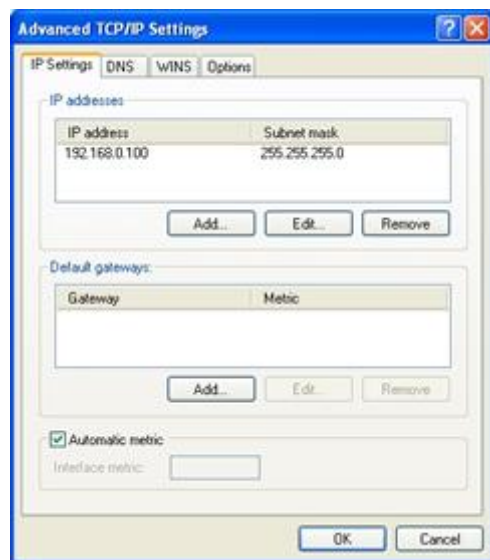 Advanced TCP/IP Settings
IP Settings DNS WINS Options
IP addresses
IP address Subnet mask
192.168.0.100 255.255.255.0
Add... Edit... Remove
Default gateways:
Gateway Metric
Add... Edit... Remove
Automatic metric
Interface metric:
OK Cancel